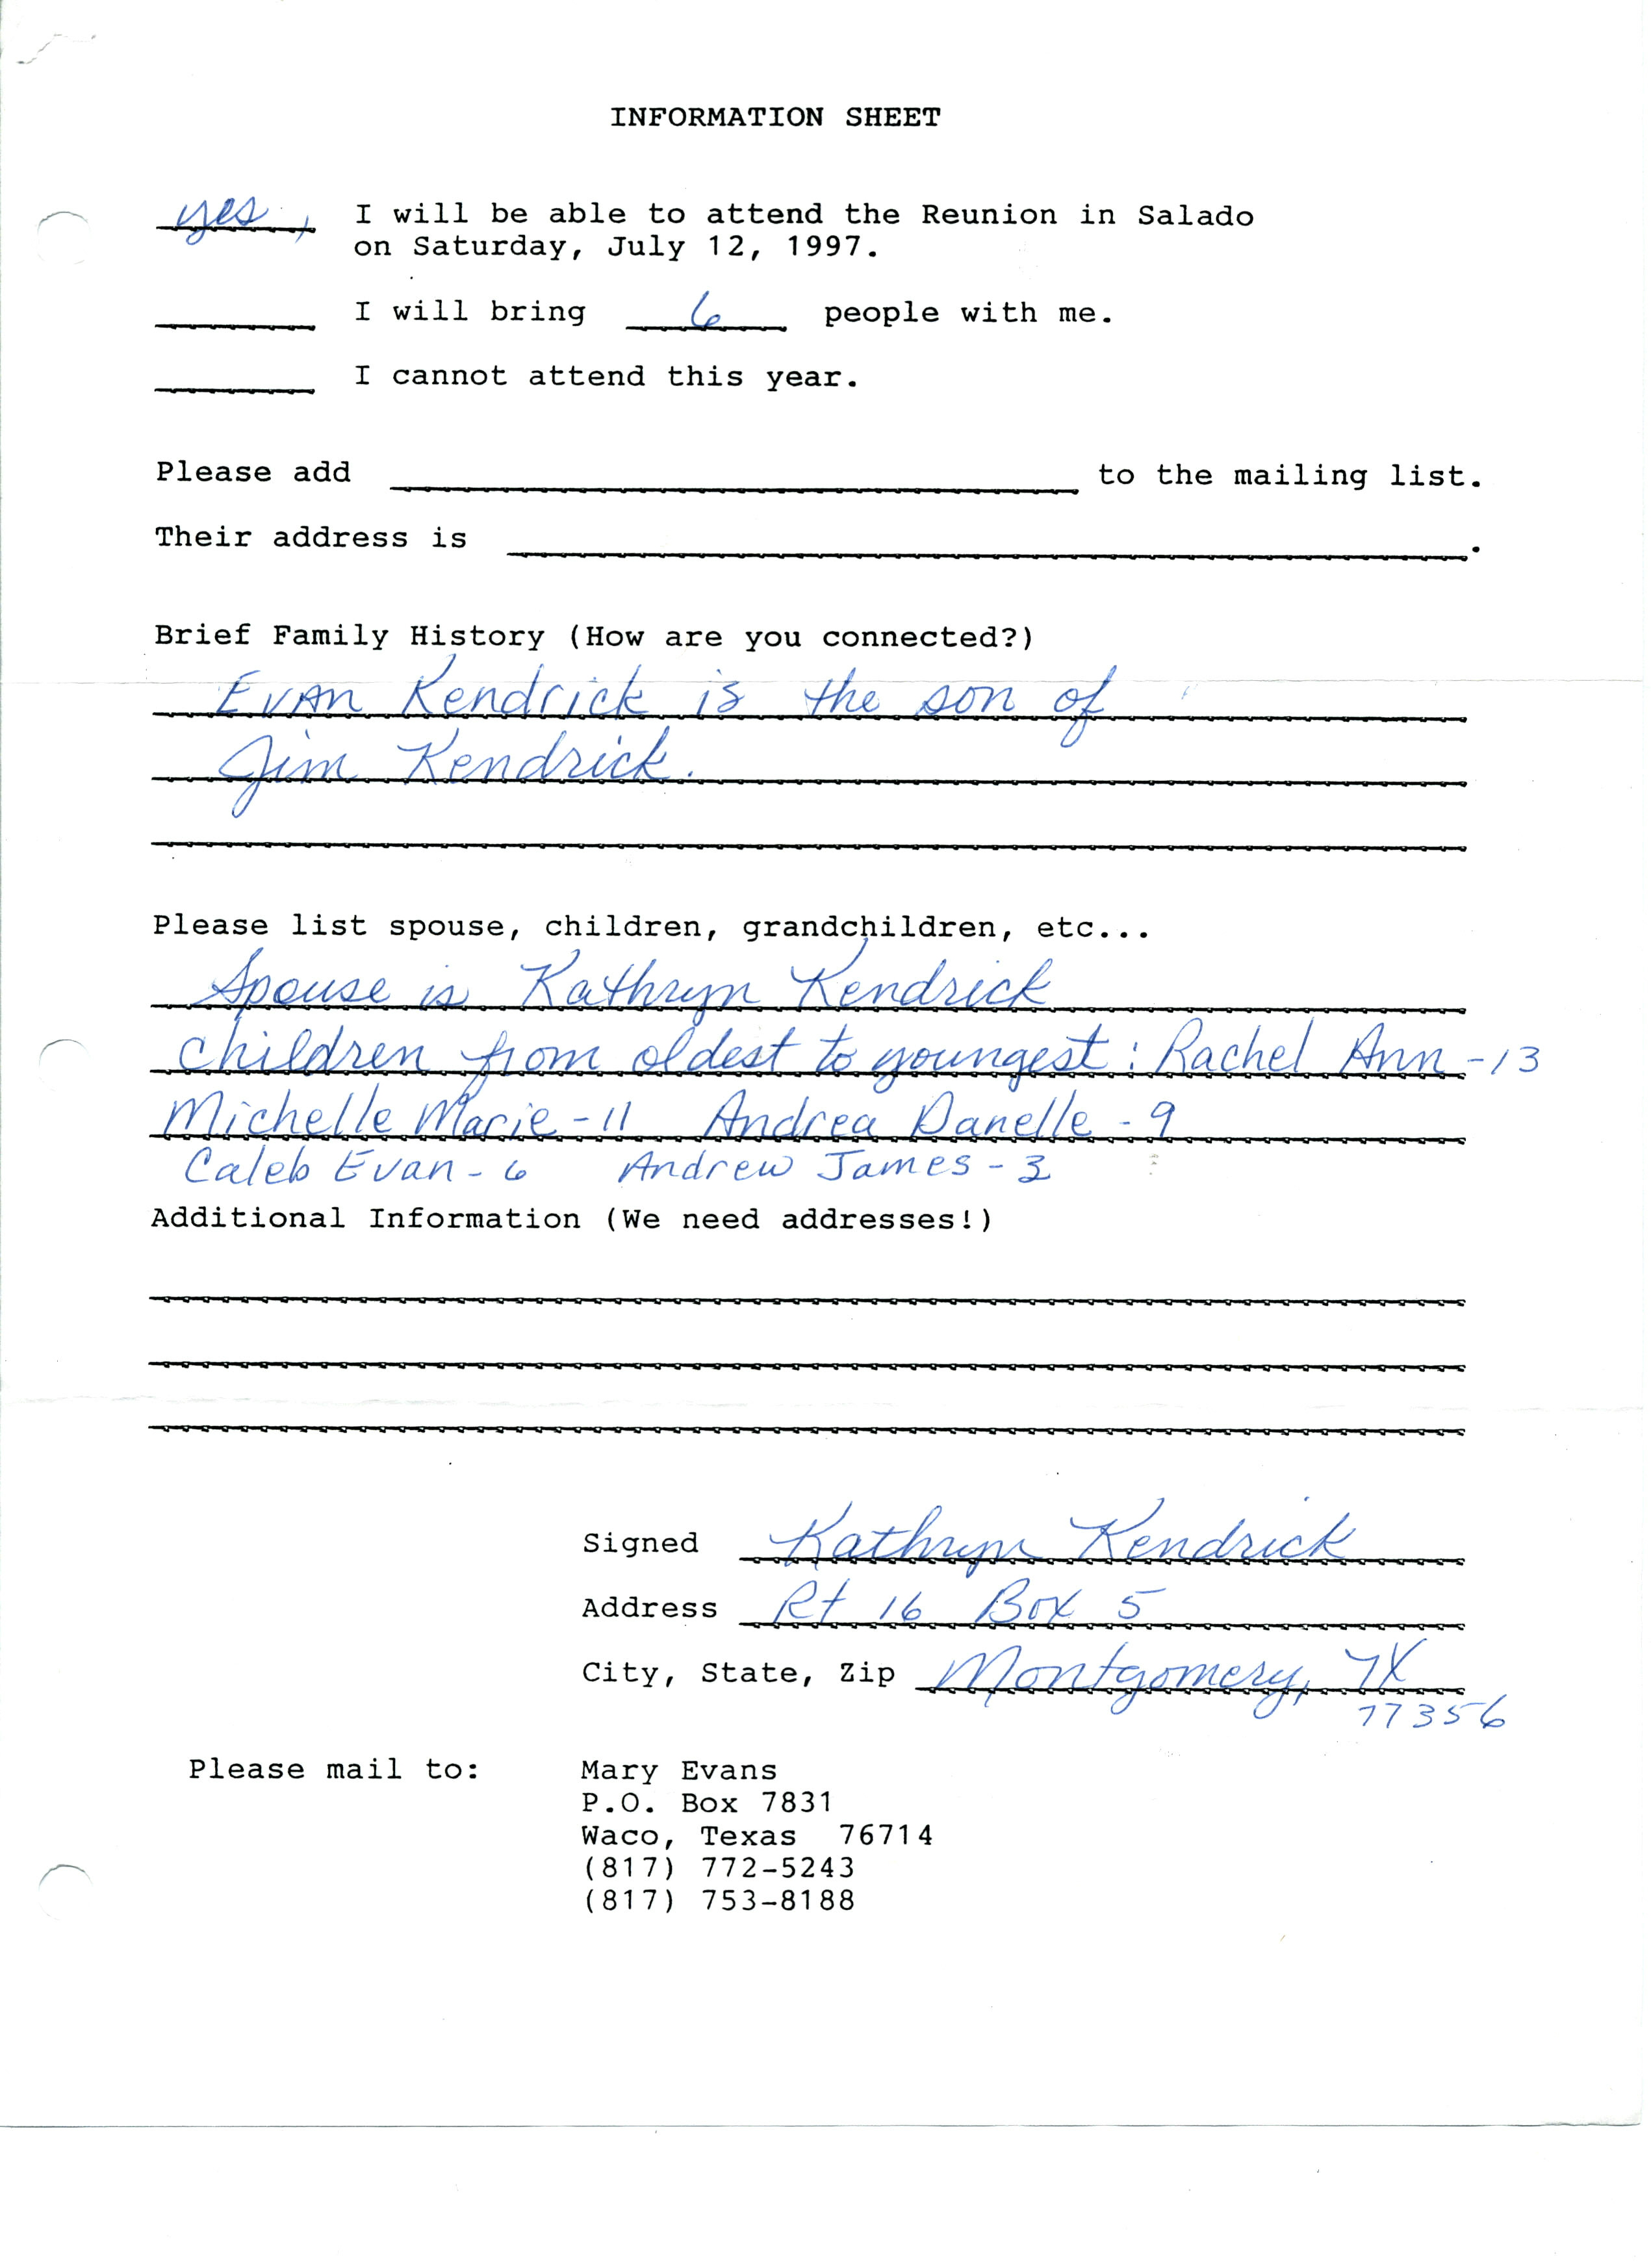 INFORMATION SHEET
yes, I will be able to attend the Reunion in Salado
on Saturday, July 12, 1997.
I will bring 6 people with me.
I cannot attend this year.
Please add to the mailing list.
Their address is .
Brief Family History (How are you connected?)
Evan Kendrick is the son of
Jim Kendrick.
Please list spouse, children, grandchildren, etc...
Spouse is Kathryn Kendrick
children from oldest to youngest: Rachel Ann -13
Michelle Marie - 11 Andrea Danelle - 9
Caleb Evan - 6 Andrew James - 3
Additional Information (We need addresses!)
Signed Kathryn Kendrick
Address Rt 16 Box 5
City, State, Zip Montgomery, TX
77356
Please mail to: Mary Evans
P.O. Box 7831
Waco, Texas 76714
(817) 772-5243
(817) 753-8188